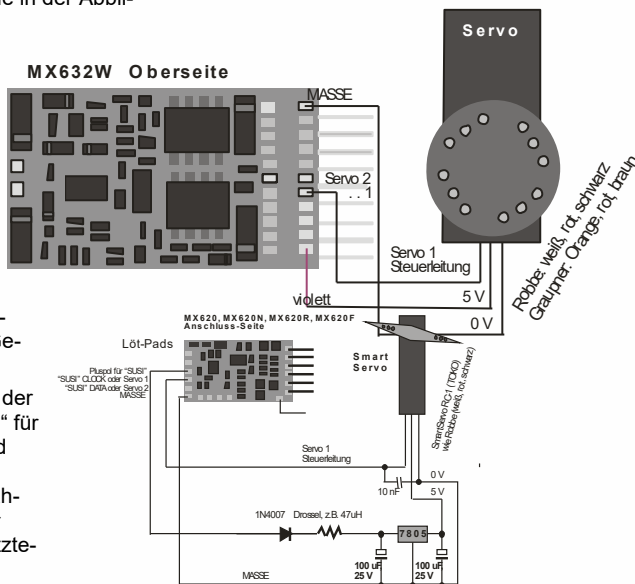 e in der Abbil-
Servo
MX632W Oberseite
MASSE
Servo 2
. . 1
Robbe: weiß, rot, schwarz
Graupner: Orange, rot, braun
Servo 1
Steuerleitung
5 V
violett
0 V
MX620, MX620N, MX620R, MX620F
Anschluss-Seite
Löt-Pads
Smart
Servo
Pluspol für "SUSI"
"SUSI" CLOCK oder Servo 1
"SUSI" DATA oder Servo 2
MASSE
SmartServo RC-1 (TOKO)
wie Robbe (weiß, rot, schwarz)
-
e-
der
“ für
d
h-
tzte-
Servo 1
Steuerleitung
0 V
10 nF
5 V
1N4007
Drossel, z.B. 47uH
7805
100 uF
25 V
100 uF
25 V
MASSE